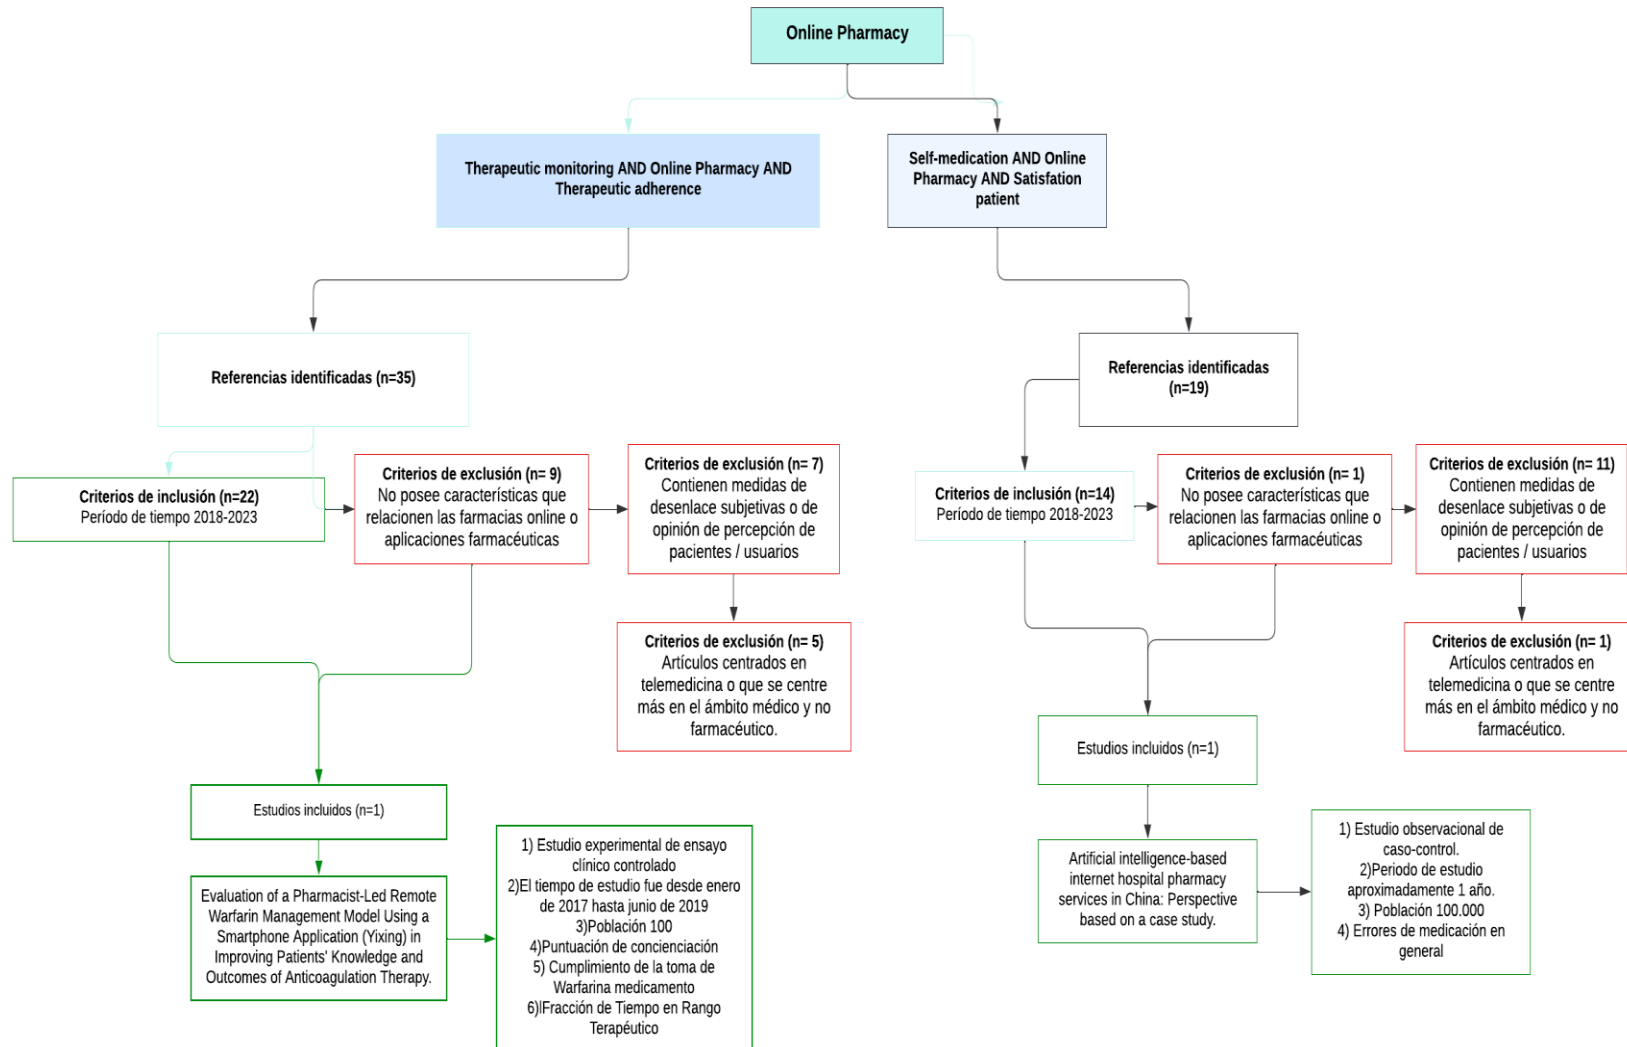 Online Pharmacy
Therapeutic monitoring AND Online Pharmacy AND
Therapeutic adherence
Self-medication AND Online
Pharmacy AND Satisfation
patient
Referencias identificadas (n=35)
Referencias identificadas
(n=19)
Criterios de inclusión (n=22)
Período de tiempo 2018-2023
Criterios de exclusión (n= 9)
No posee características que
relacionen las farmacias online o
aplicaciones farmacéuticas
Criterios de exclusión (n= 7)
Contienen medidas de
desenlace subjetivas o de
opinión de percepción de
pacientes / usuarios
Criterios de exclusión (n= 5)
Artículos centrados en
telemedicina o que se centre
más en el ámbito médico y no
farmacéutico.
Criterios de inclusión (n=14)
Período de tiempo 2018-2023
Criterios de exclusión (n= 1)
No posee características que
relacionen las farmacias online o
aplicaciones farmacéuticas
Criterios de exclusión (n= 11)
Contienen medidas de
desenlace subjetivas o de
opinión de percepción de
pacientes / usuarios
Criterios de exclusión (n= 1)
Artículos centrados en
telemedicina o que se centre
más en el ámbito médico y no
farmacéutico.
Estudios incluidos (n=1)
Evaluation of a Pharmacist-Led Remote
Warfarin Management Model Using a
Smartphone Application (Yixing) in
Improving Patients' Knowledge and
Outcomes of Anticoagulation Therapy.
1) Estudio experimental de ensayo
clínico controlado
2)El tiempo de estudio fue desde enero
de 2017 hasta junio de 2019
3)Población 100
4)Puntuación de concienciación
5) Cumplimiento de la toma de
Warfarina medicamento
6)lFracción de Tiempo en Rango
Terapéutico
Estudios incluidos (n=1)
Artificial intelligence-based
internet hospital pharmacy
services in China: Perspective
based on a case study.
1) Estudio observacional de
caso-control.
2)Periodo de estudio
aproximadamente 1 año.
3) Población 100.000
4) Errores de medicación en
general